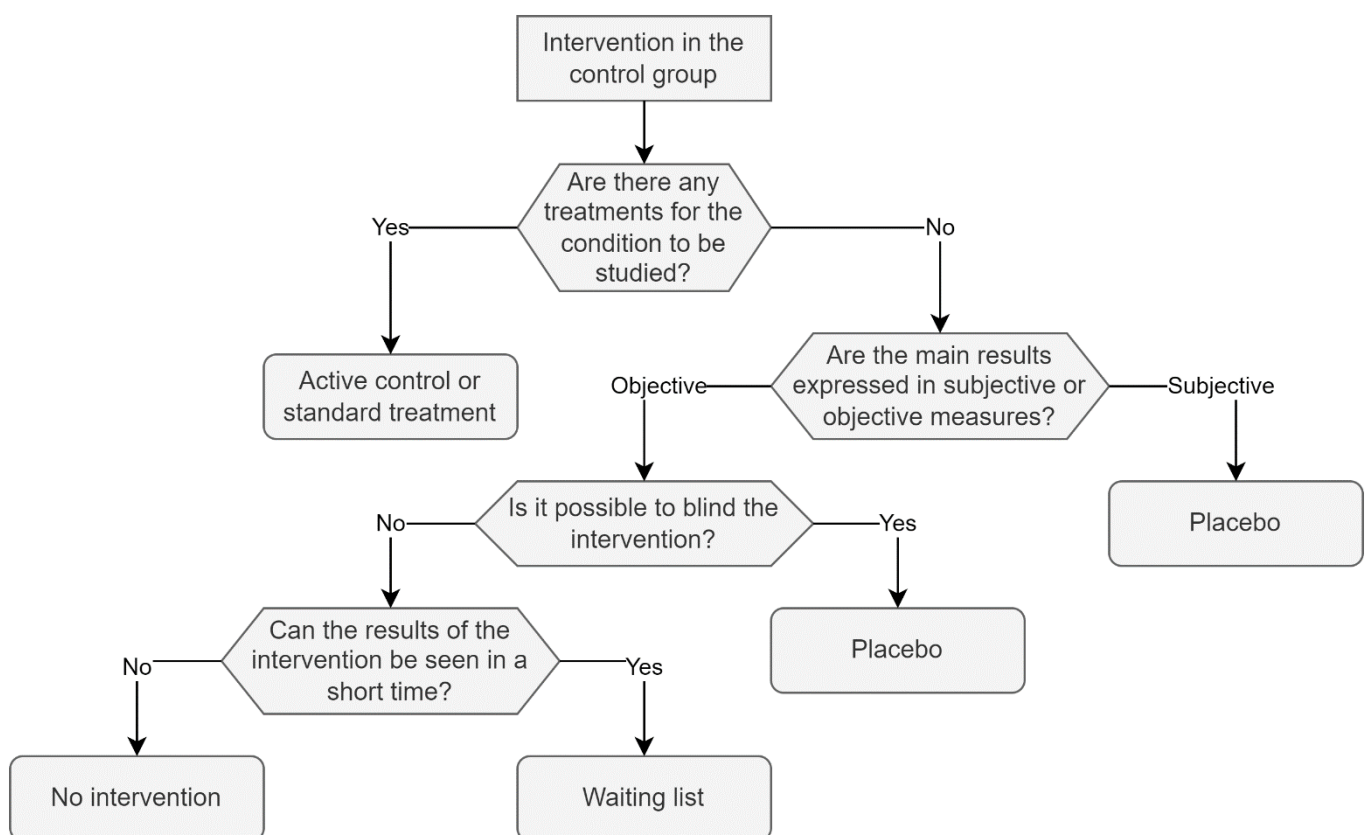 Intervention in the
control group
Are there any
treatments for the
condition to be
studied?
Yes
No
Active control or
standard treatment
Are the main results
expressed in subjective or
objective measures?
Objective
Subjective
Is it possible to blind the
intervention?
No
Yes
Placebo
Can the results of the
intervention be seen in a
short time?
No
Yes
Placebo
No intervention
Waiting list